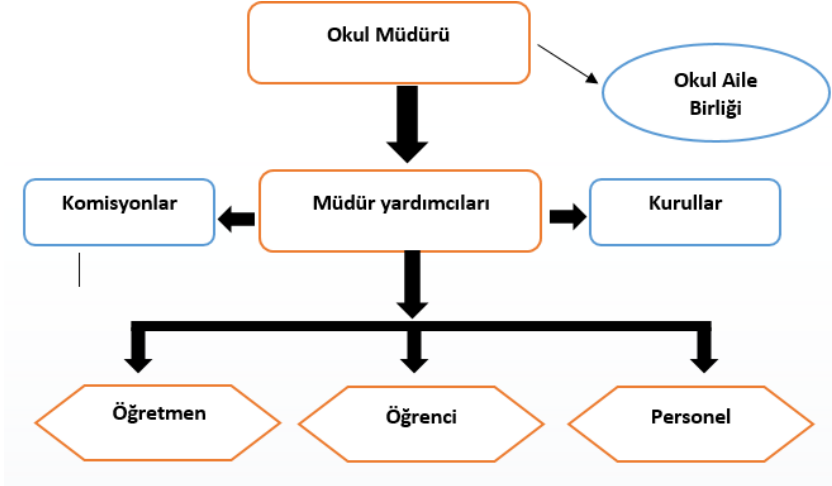 Okul Müdürü
Okul Aile
Birliği
Komisyonlar
Müdür yardımcıları
Kurullar
Öğretmen
Öğrenci
Personel